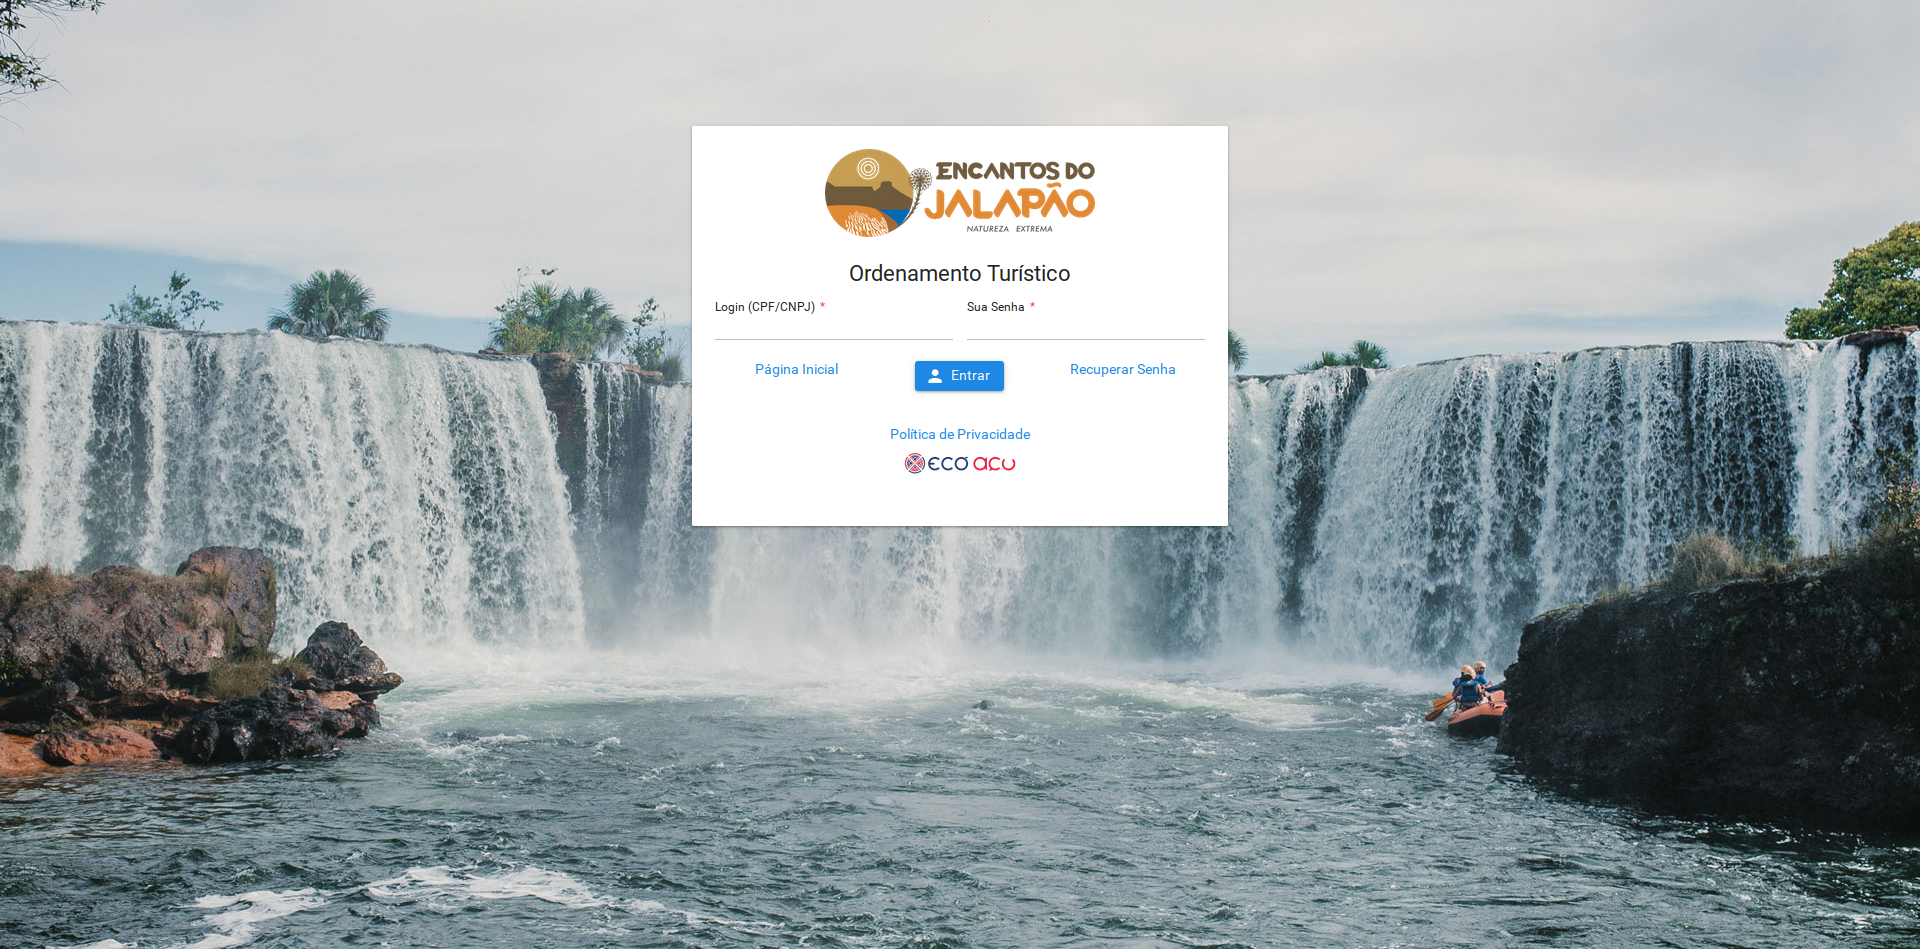 ENCANTOS DO
JALAPÃO
NATUREZA EXTREMA
Ordenamento Turístico
Login (CPF/CNPJ) *
Sua Senha *
Página Inicial
Entrar
Recuperar Senha
Política de Privacidade
eco acu